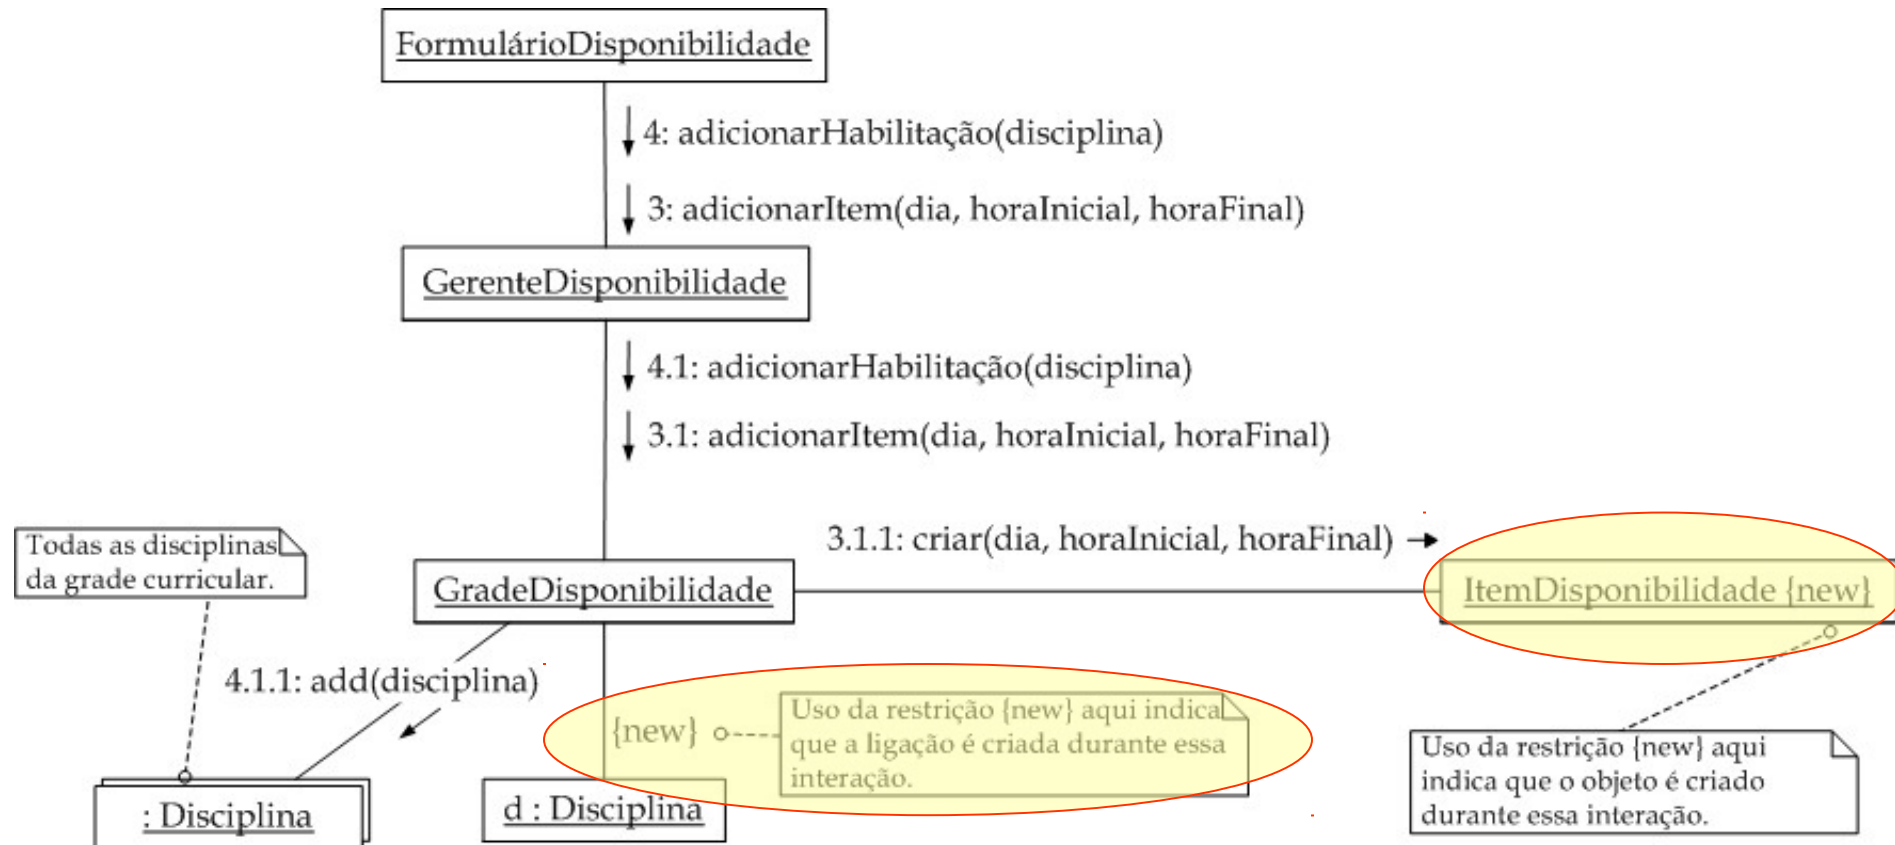 FormulárioDisponibilidade
4: adicionarHabilitação(disciplina)
3: adicionarItem(dia, horaInicial, horaFinal)
GerenteDisponibilidade
4.1: adicionarHabilitação(disciplina)
3.1: adicionarItem(dia, horaInicial, horaFinal)
Todas as disciplinas
da grade curricular.
3.1.1: criar(dia, horaInicial, horaFinal)
GradeDisponibilidade
ItemDisponibilidade {new}
4.1.1: add(disciplina)
{new}
Uso da restrição {new} aqui indica
que a ligação é criada durante essa
interação.
Uso da restrição {new} aqui
indica que o objeto é criado
durante essa interação.
: Disciplina
d : Disciplina